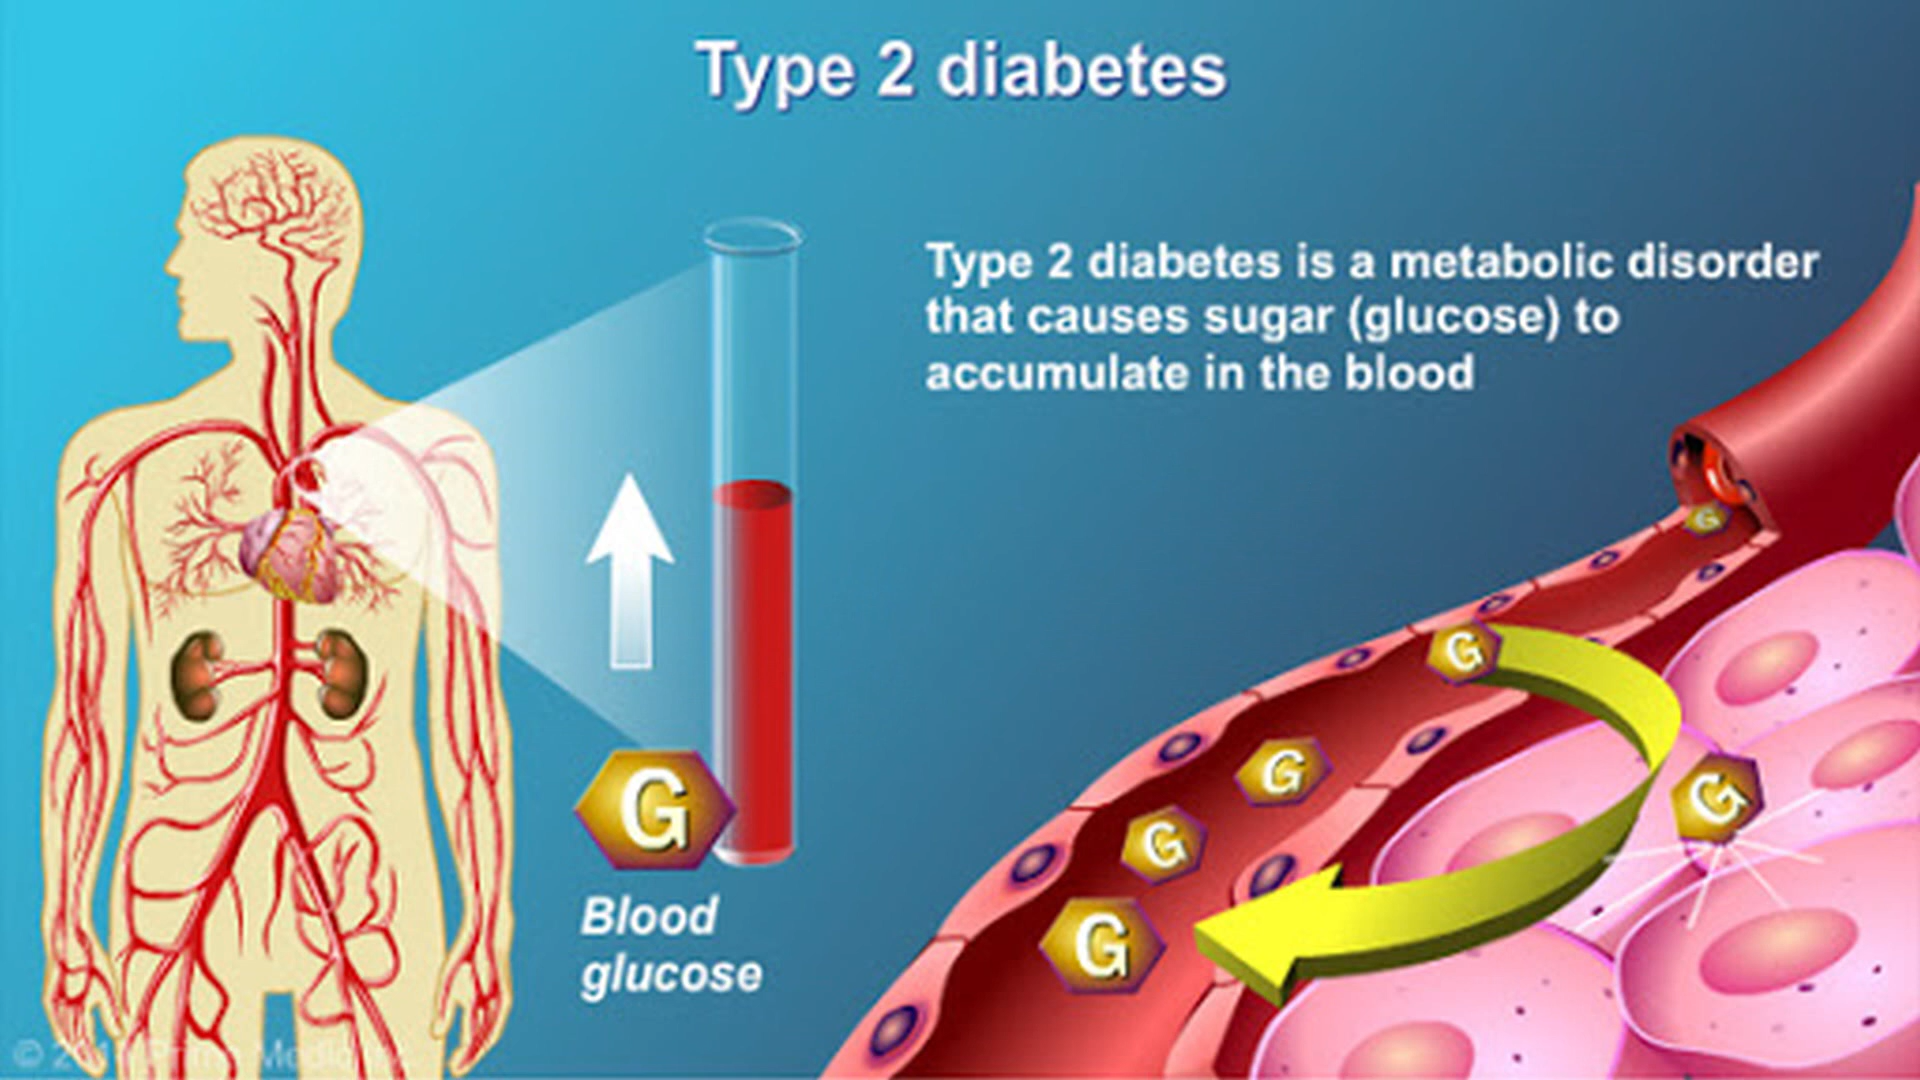 Type 2 diabetes
Type 2 diabetes is a metabolic disorder
that causes sugar (glucose) to
accumulate in the blood
G
G
G
G
G
G
G
Blood
glucose